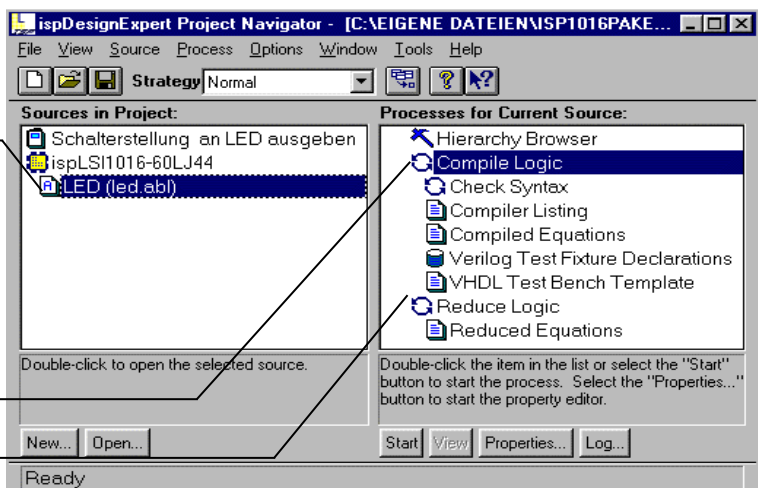 ispDesignExpert Project Navigator - [C:\EIGENE DATEIEN\ISP1016PAKE...
File View Source Process Options Window Tools Help
Strategy Normal
Sources in Project:
Schalterstellung an LED ausgeben
ispLSI1016-60LJ44
LED (led.abl)
Double-click to open the selected source.
New... Open...
Processes for Current Source:
Hierarchy Browser
Compile Logic
Check Syntax
Compiler Listing
Compiled Equations
Verilog Test Fixture Declarations
VHDL Test Bench Template
Reduce Logic
Reduced Equations
Double-click the item in the list or select the "Start"
button to start the process. Select the "Properties..."
button to start the property editor.
Start View Properties... Log...
Ready